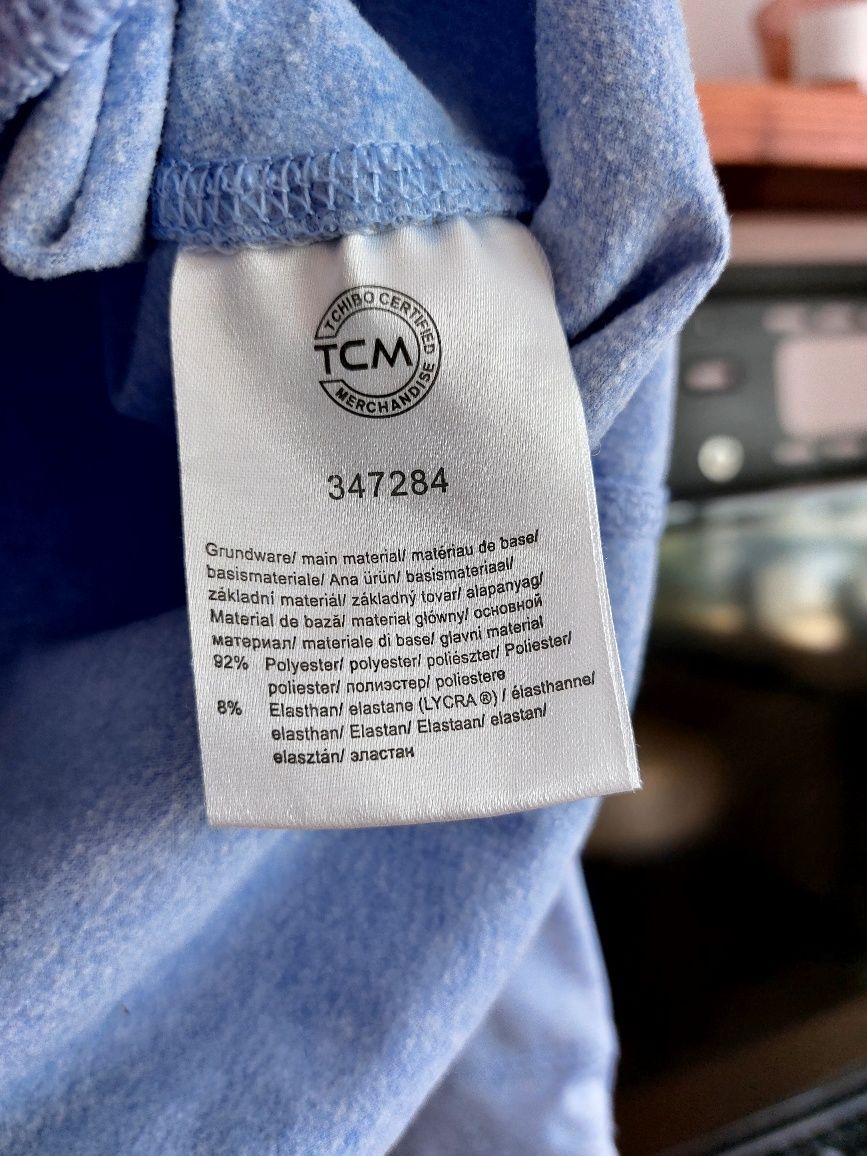 TCHIBO CERTIFIED
TCM
MERCHANDISE
347284
Grundware/ main material/ matériau de base/
basismateriale/ Ana ürün/ basismateriaal/
základní materiál/ základný tovar/ alapanyag/
Material de bază/ materiał główny/ основной
материал/ materiale di base/ glavni material
92% Polyester/ polyester/ poliészter/ Poliester/
poliester/ полиэстер/ poliestere
8% Elasthan/ elastane (LYCRA ®) / élasthanne/
elasthan/ Elastan/ Elastaan/ elastan/
elasztán/ эластан